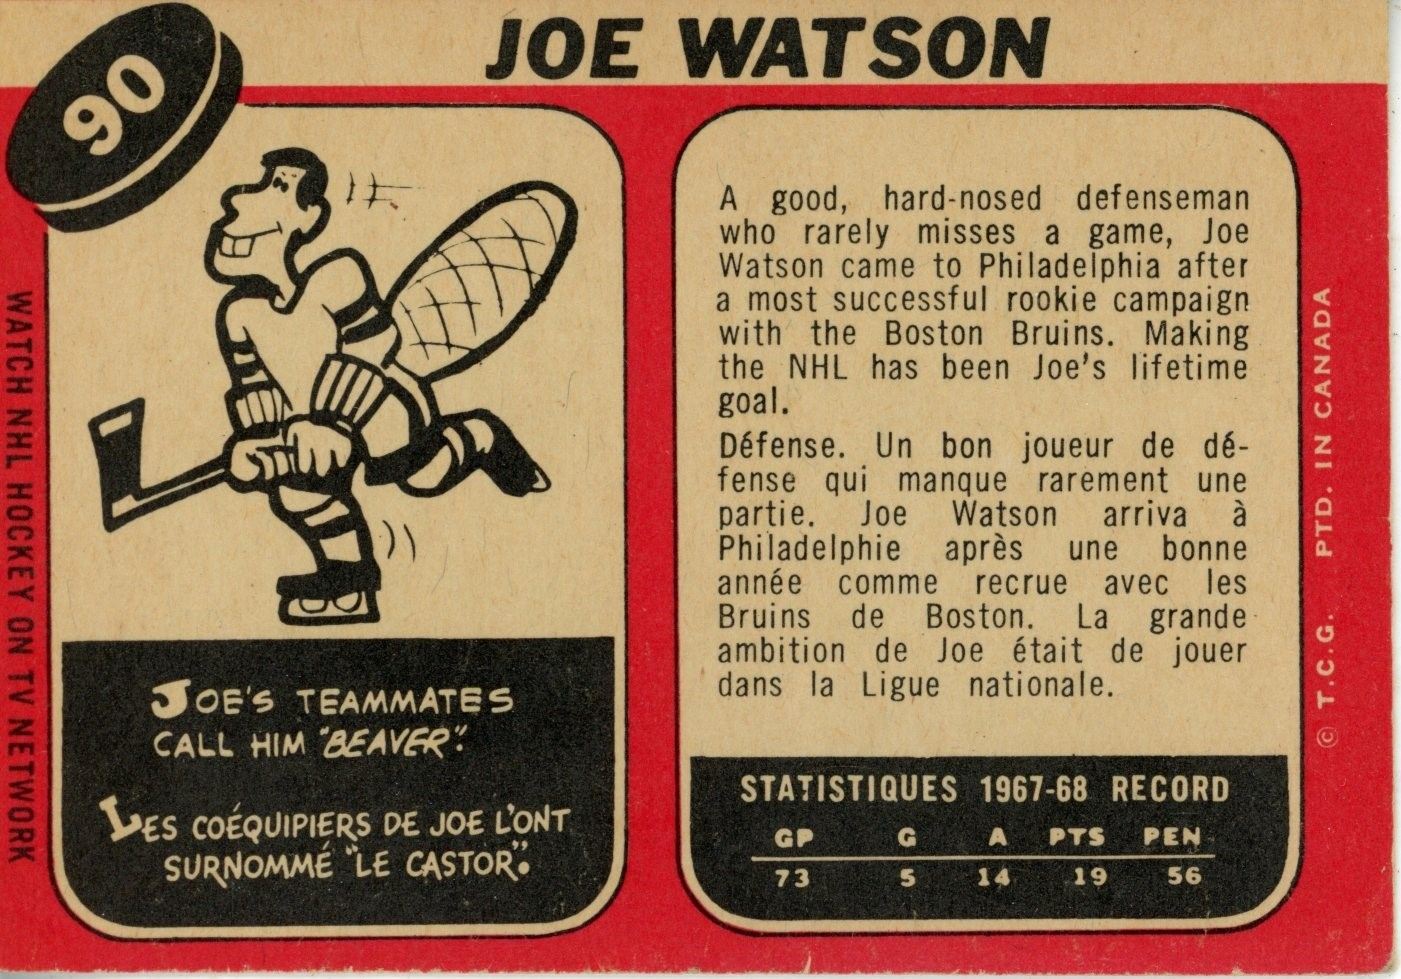 90
JOE WATSON
WATCH NHL HOCKEY ON TV NETWORK
JOE'S TEAMMATES
CALL HIM "BEAVER".
LES COÉQUIPIERS DE JOE L'ONT
SURNOMMÉ "LE CASTOR".
A good, hard-nosed defenseman
who rarely misses a game, Joe
Watson came to Philadelphia after
a most successful rookie campaign
with the Boston Bruins. Making
the NHL has been Joe's lifetime
goal.
Défense. Un bon joueur de dé-
fense qui manque rarement une
partie. Joe Watson arriva à
Philadelphie après une bonne
année comme recrue avec les
Bruins de Boston. La grande
ambition de Joe était de jouer
dans la Ligue nationale.
STATISTIQUES 1967-68 RECORD
GP G A PTS PEN
73 5 14 19 56
© T.C.G. PTD. IN CANADA